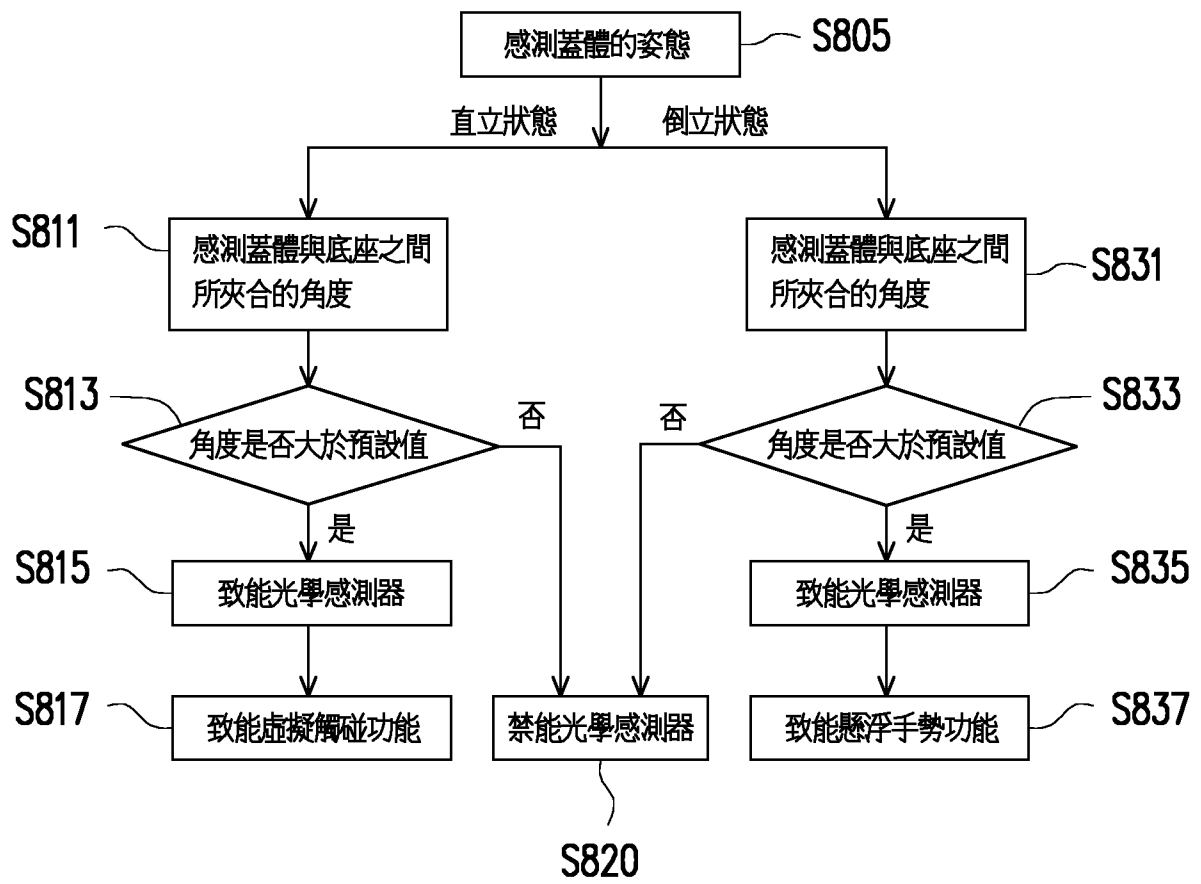 感測蓋體的姿態
S805
直立狀態
倒立狀態
S811
感測蓋體與底座之間
所夾合的角度
感測蓋體與底座之間
所夾合的角度
S831
S813
角度是否大於預設值
否
否
角度是否大於預設值
S833
是
是
S815
致能光學感測器
致能光學感測器
S835
S817
致能虛擬觸碰功能
禁能光學感測器
致能懸浮手勢功能
S837
S820